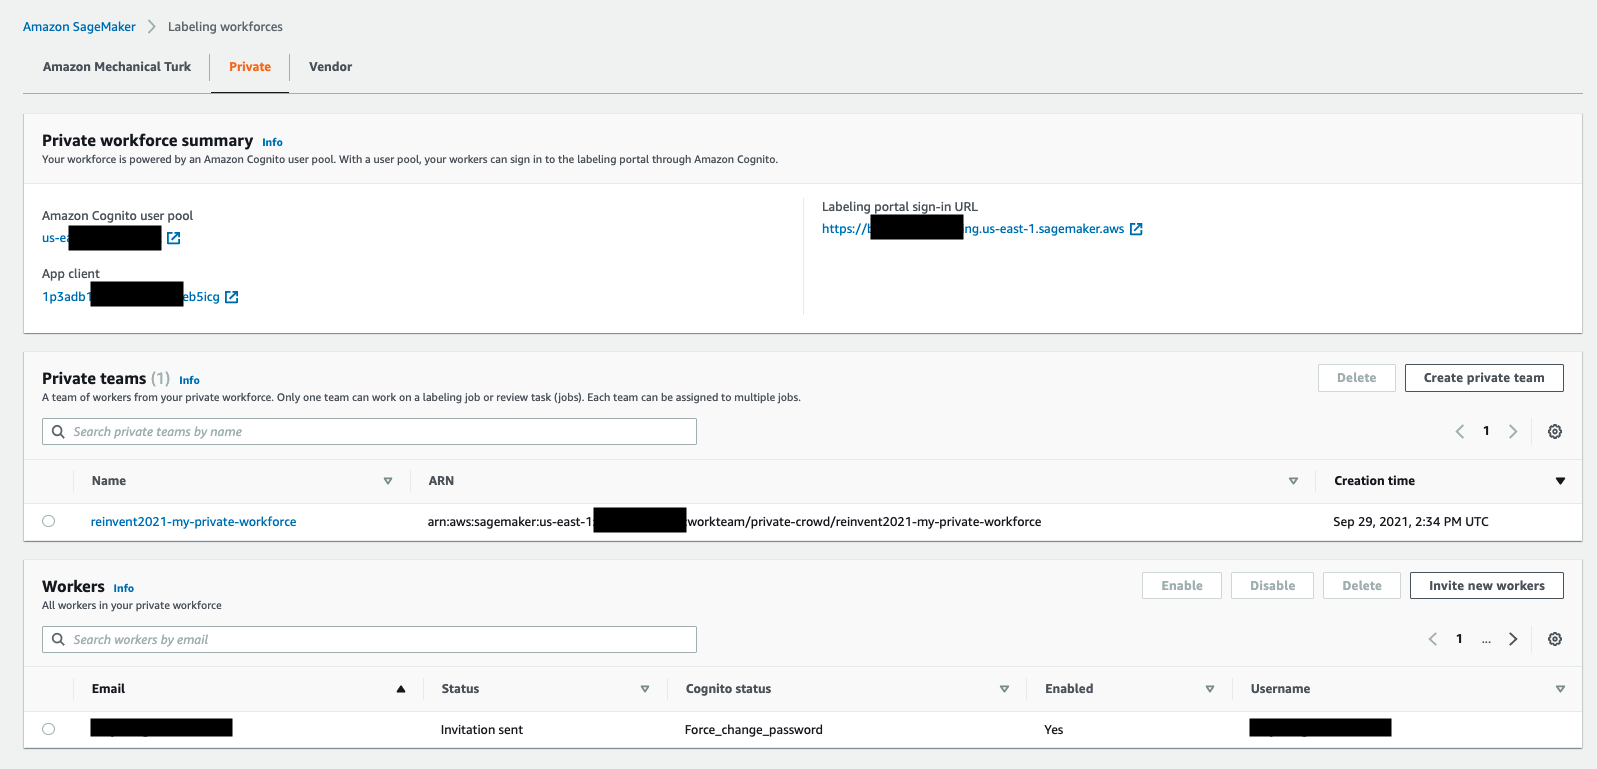 Amazon SageMaker > Labeling workforces
Amazon Mechanical Turk Private Vendor
Private workforce summary Info
Your workforce is powered by an Amazon Cognito user pool. With a user pool, your workers can sign in to the labeling portal through Amazon Cognito.
Amazon Cognito user pool
us-ea
App client
1p3adb1 eb5icg
Labeling portal sign-in URL
https://b ng.us-east-1.sagemaker.aws
Private teams (1) Info
Delete Create private team
A team of workers from your private workforce. Only one team can work on a labeling job or review task (jobs). Each team can be assigned to multiple jobs.
Search private teams by name
1
Name ARN Creation time
reinvent2021-my-private-workforce arn:aws:sagemaker:us-east-1: workteam/private-crowd/reinvent2021-my-private-workforce Sep 29, 2021, 2:34 PM UTC
Workers Info
Enable Disable Delete Invite new workers
All workers in your private workforce
Search workers by email
1 ...
Email Status Cognito status Enabled Username
Invitation sent Force_change_password Yes